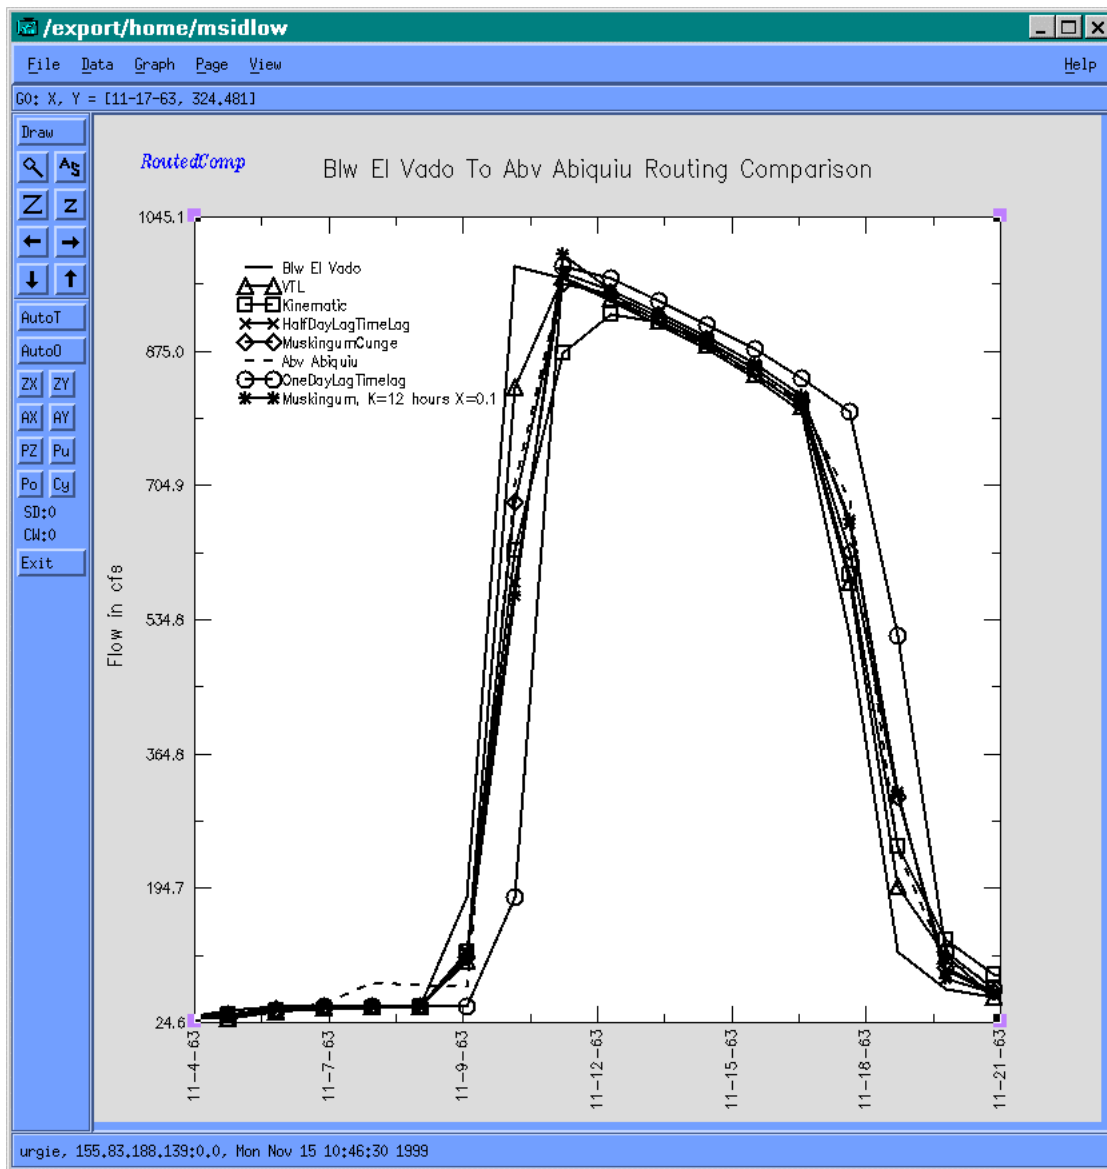 /export/home/msidlow
File Data Graph Page View Help
G0: X, Y = [11-17-63, 324.481]
Draw
A S
Z z
AutoT
AutoO
ZX ZY
AX AY
PZ Pu
Po Cy
SD:0
CW:0
Exit
RoutedComp
Blw El Vado To Abv Abiquiu Routing Comparison
Blw El Vado
VTL
Kinematic
HalfDayLagTimeLag
MuskingumCunge
Abv Abiquiu
OneDayLagTimelag
Muskingum, K=12 hours X=0.1
Flow in cfs
1045.1
875.0
704.9
534.8
364.8
194.7
24.6
11-4-63
11-7-63
11-9-63
11-12-63
11-15-63
11-18-63
11-21-63
urgie, 155.83.188.139:0.0, Mon Nov 15 10:46:30 1999